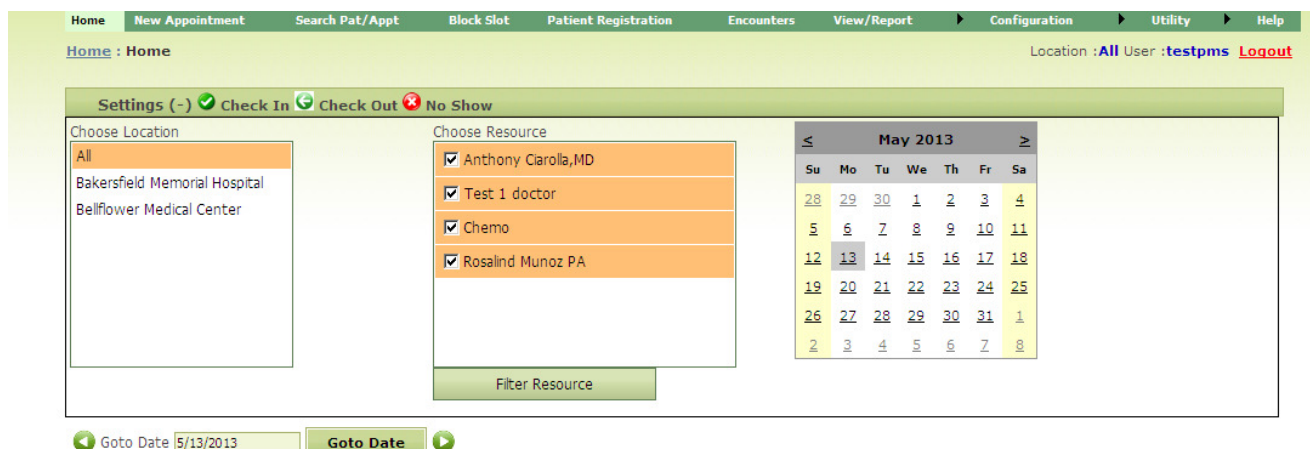 Home New Appointment Search Pat/Appt Block Slot Patient Registration Encounters View/Report Configuration Utility Help
Home : Home
Location :All User :testpms Logout
Settings (-) Check In Check Out No Show
Choose Location
All
Bakersfield Memorial Hospital
Bellflower Medical Center
Choose Resource
Anthony Ciarolla,MD
Test 1 doctor
Chemo
Rosalind Munoz PA
Filter Resource
< May 2013 >
Su Mo Tu We Th Fr Sa
28 29 30 1 2 3 4
5 6 7 8 9 10 11
12 13 14 15 16 17 18
19 20 21 22 23 24 25
26 27 28 29 30 31 1
2 3 4 5 6 7 8
Goto Date 5/13/2013 Goto Date